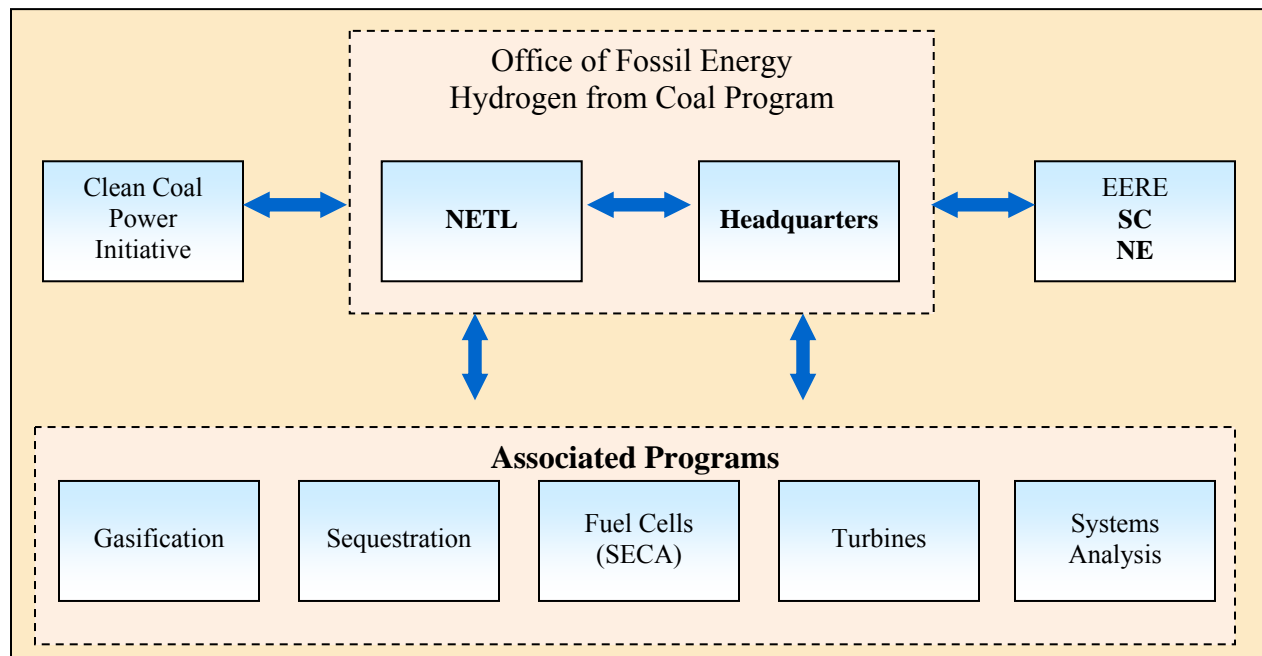 Office of Fossil Energy
Hydrogen from Coal Program
Clean Coal
Power
Initiative
NETL
Headquarters
EERE
SC
NE
Associated Programs
Gasification
Sequestration
Fuel Cells
(SECA)
Turbines
Systems
Analysis